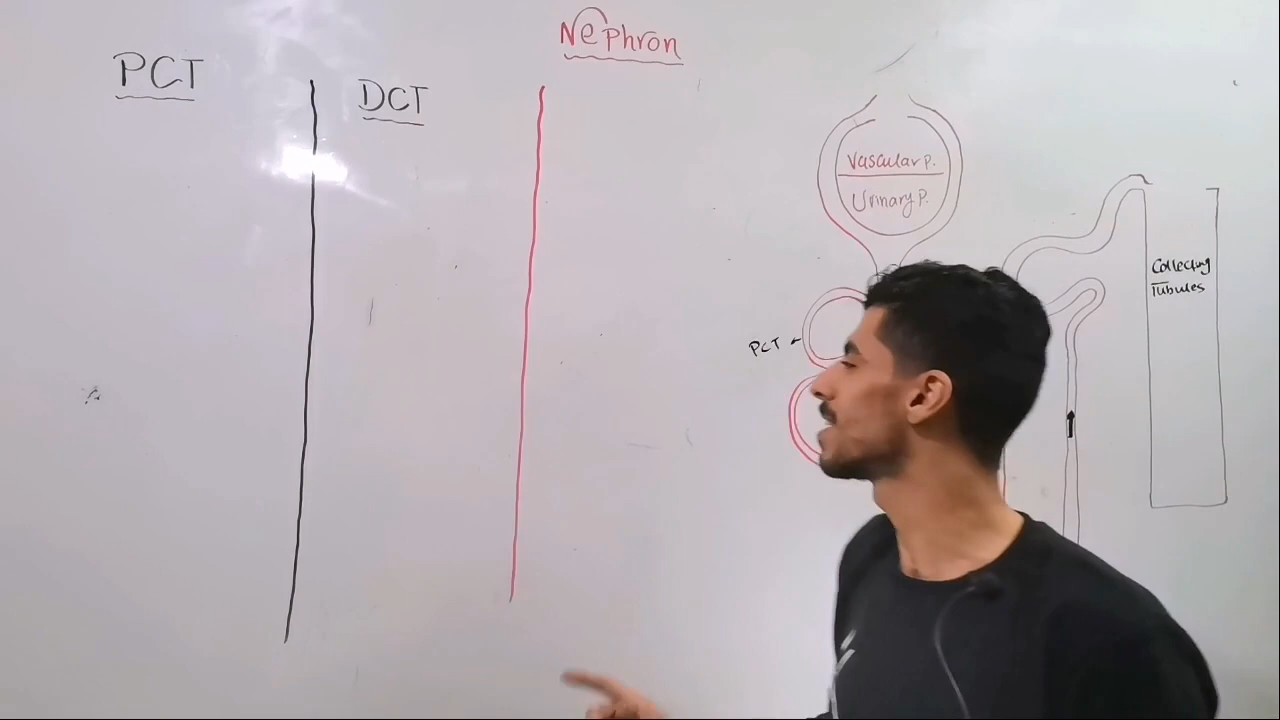 Nephron
PCT
DCT
Vascular P.
Urinary P.
Collecting
Tubules
PCT